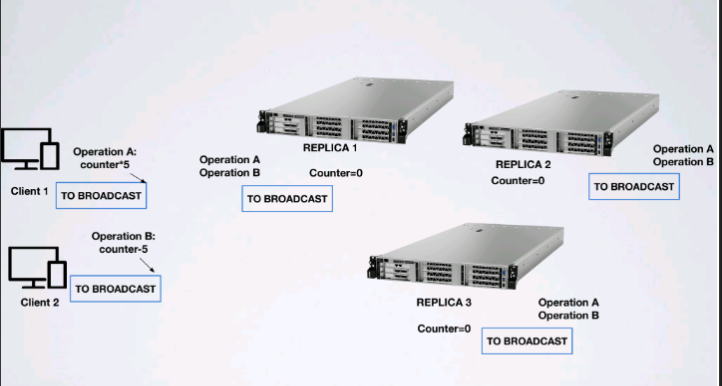 Operation A:
counter*5
Client 1
TO BROADCAST
Operation B:
counter-5
Client 2
TO BROADCAST
REPLICA 1
Operation A
Operation B
Counter=0
TO BROADCAST
REPLICA 2
Counter=0
Operation A
Operation B
TO BROADCAST
REPLICA 3
Counter=0
Operation A
Operation B
TO BROADCAST